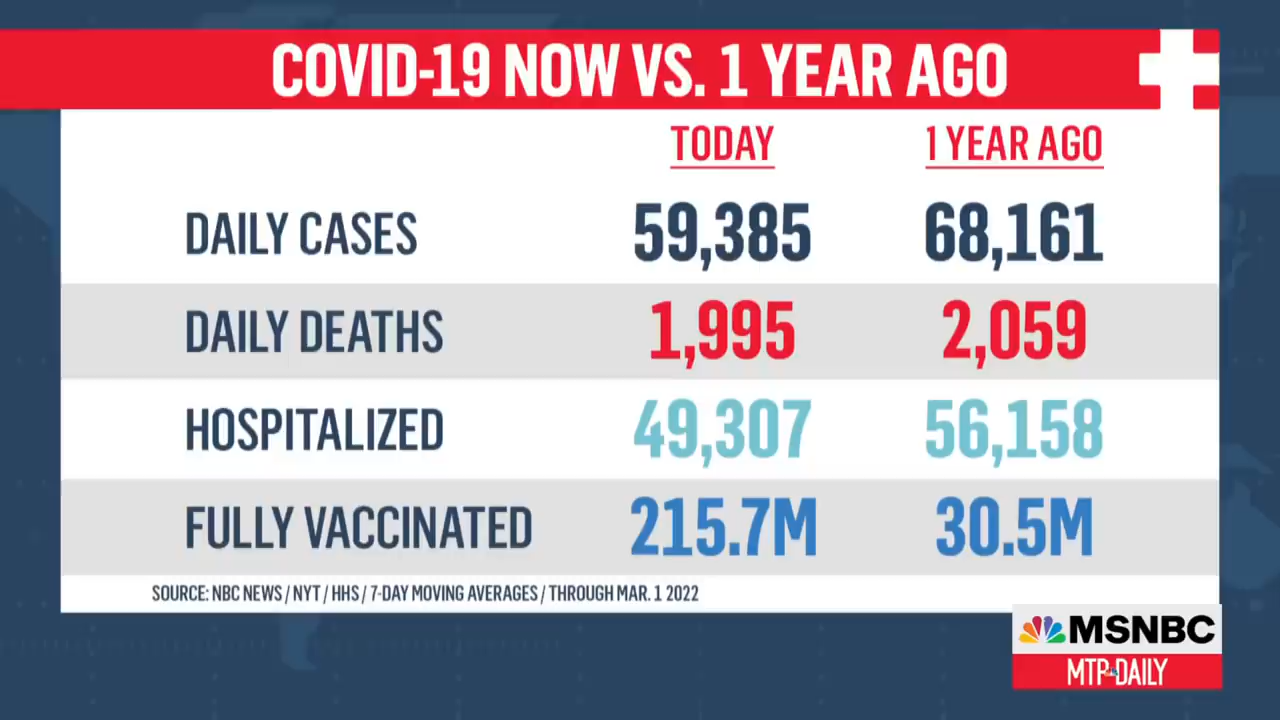 COVID-19 NOW VS. 1 YEAR AGO
TODAY 1 YEAR AGO
DAILY CASES 59,385 68,161
DAILY DEATHS 1,995 2,059
HOSPITALIZED 49,307 56,158
FULLY VACCINATED 215.7M 30.5M
SOURCE: NBC NEWS / NYT / HHS / 7-DAY MOVING AVERAGES / THROUGH MAR. 1 2022
MSNBC
MTP DAILY